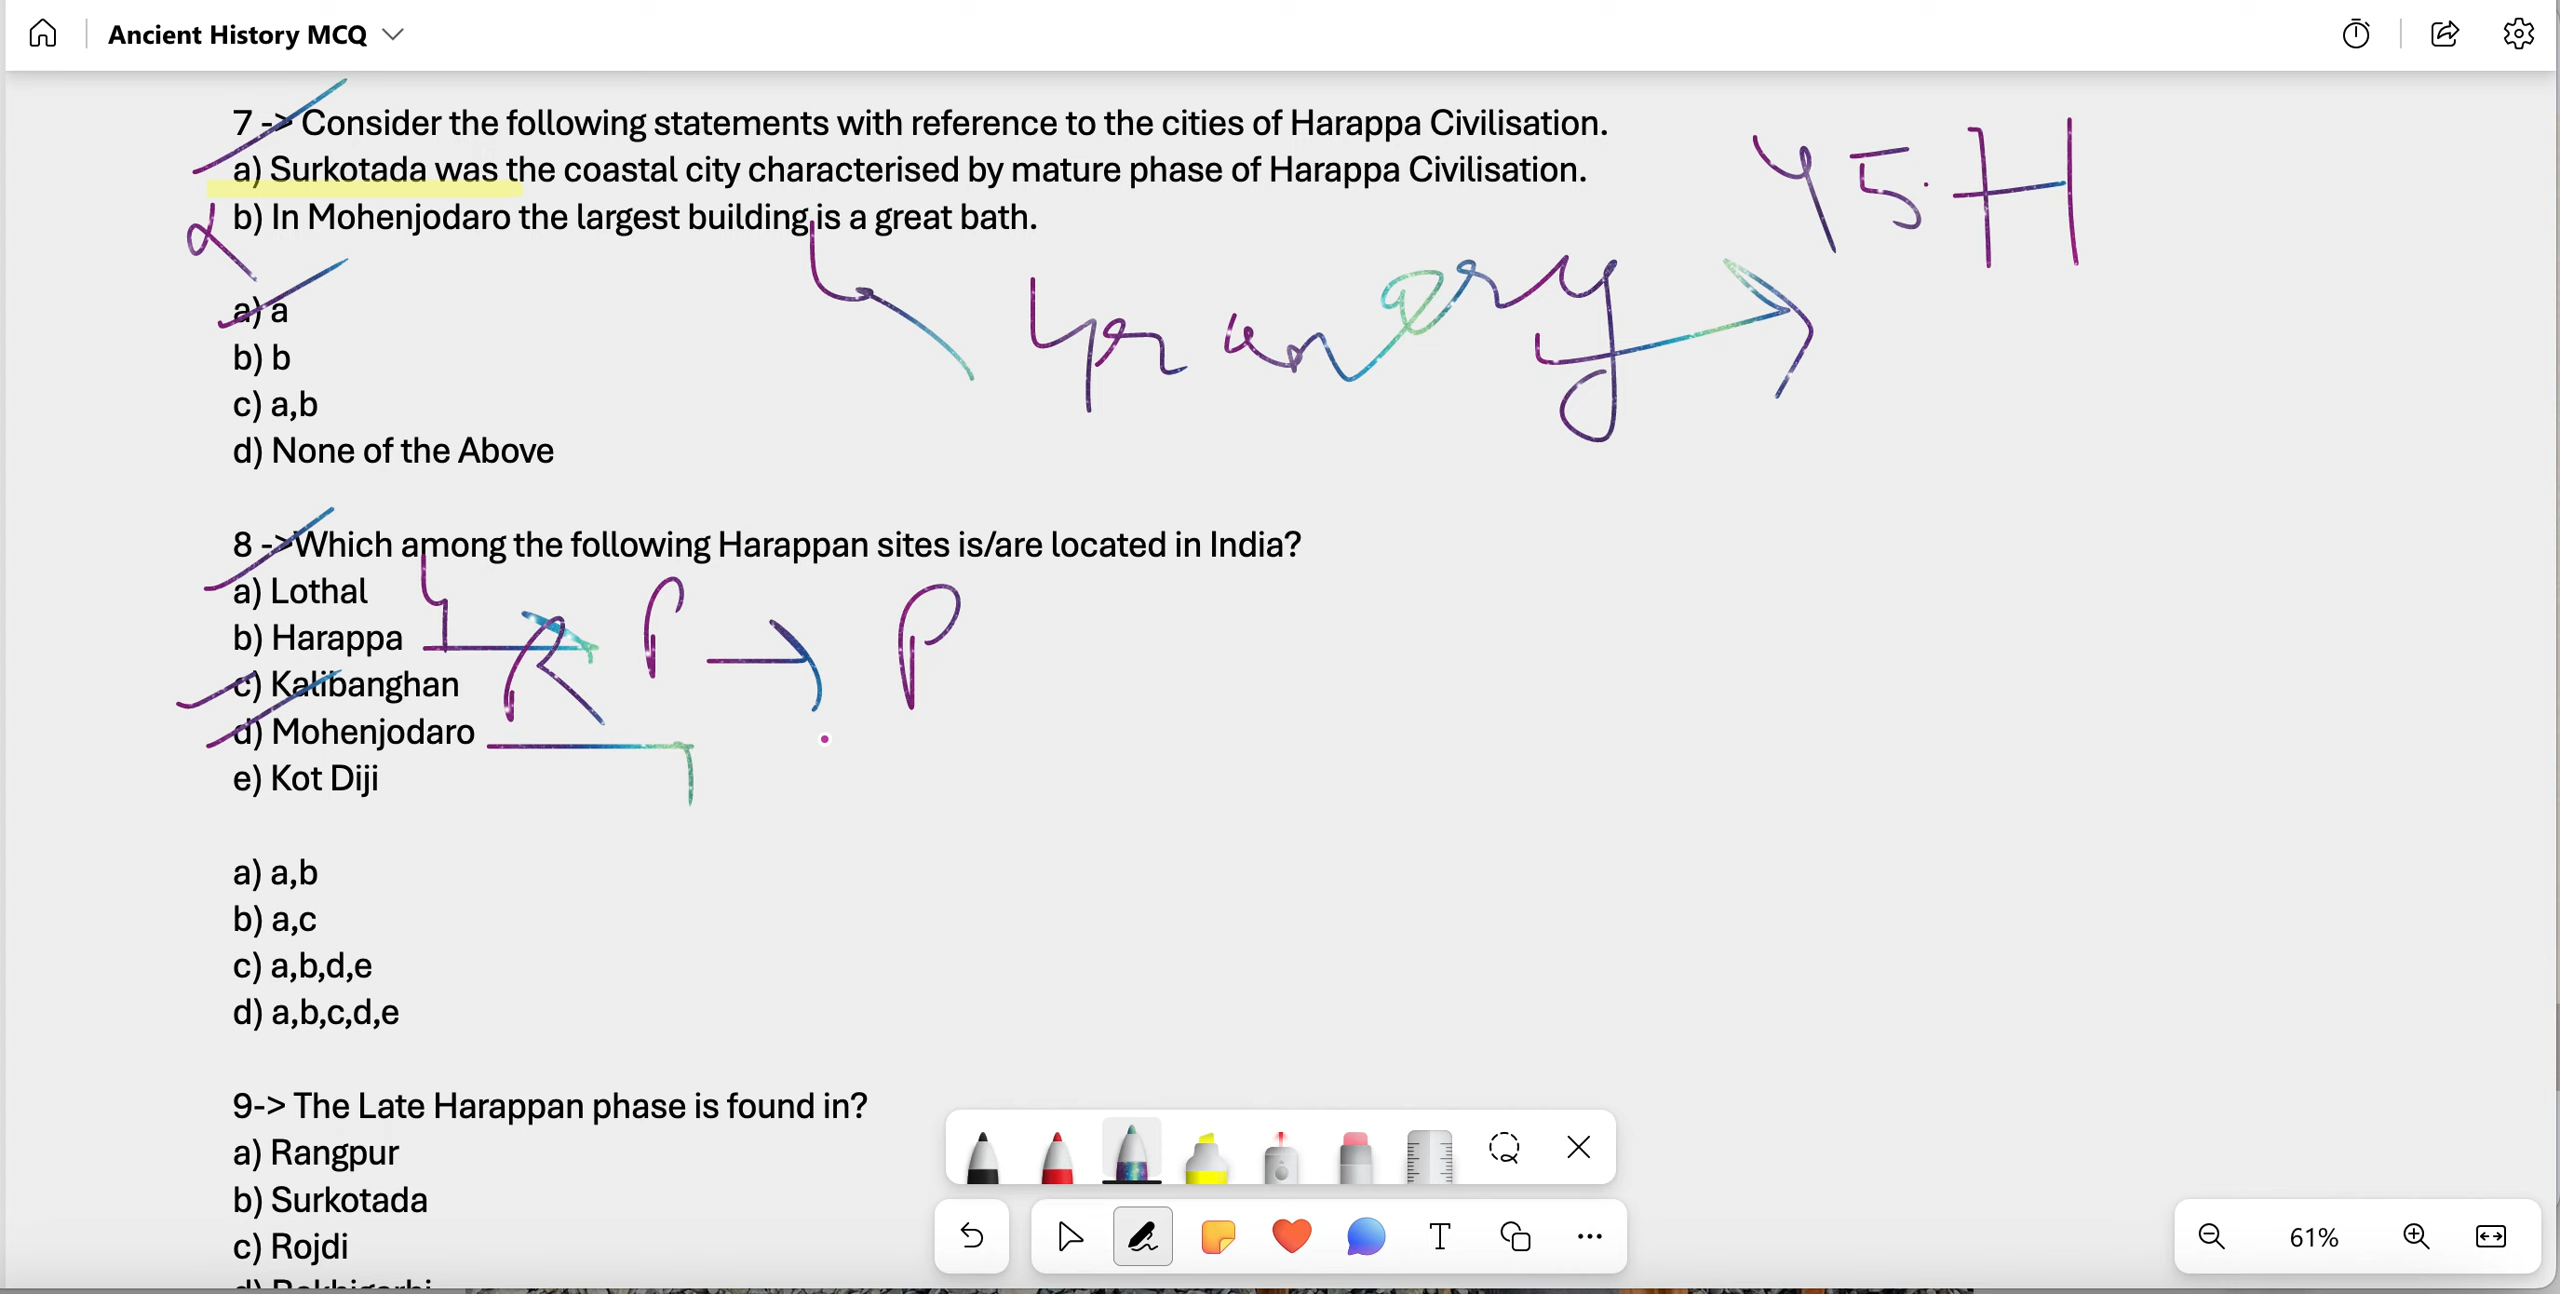 Ancient History MCQ
7 -> Consider the following statements with reference to the cities of Harappa Civilisation.
a) Surkotada was the coastal city characterised by mature phase of Harappa Civilisation.
b) In Mohenjodaro the largest building is a great bath.
a) a
b) b
c) a,b
d) None of the Above
8 ->Which among the following Harappan sites is/are located in India?
a) Lothal
b) Harappa
c) Kalibanghan
d) Mohenjodaro
e) Kot Diji
P
a) a,b
b) a,c
c) a,b,d,e
d) a,b,c,d,e
9-> The Late Harappan phase is found in?
a) Rangpur
b) Surkotada
c) Rojdi
61%